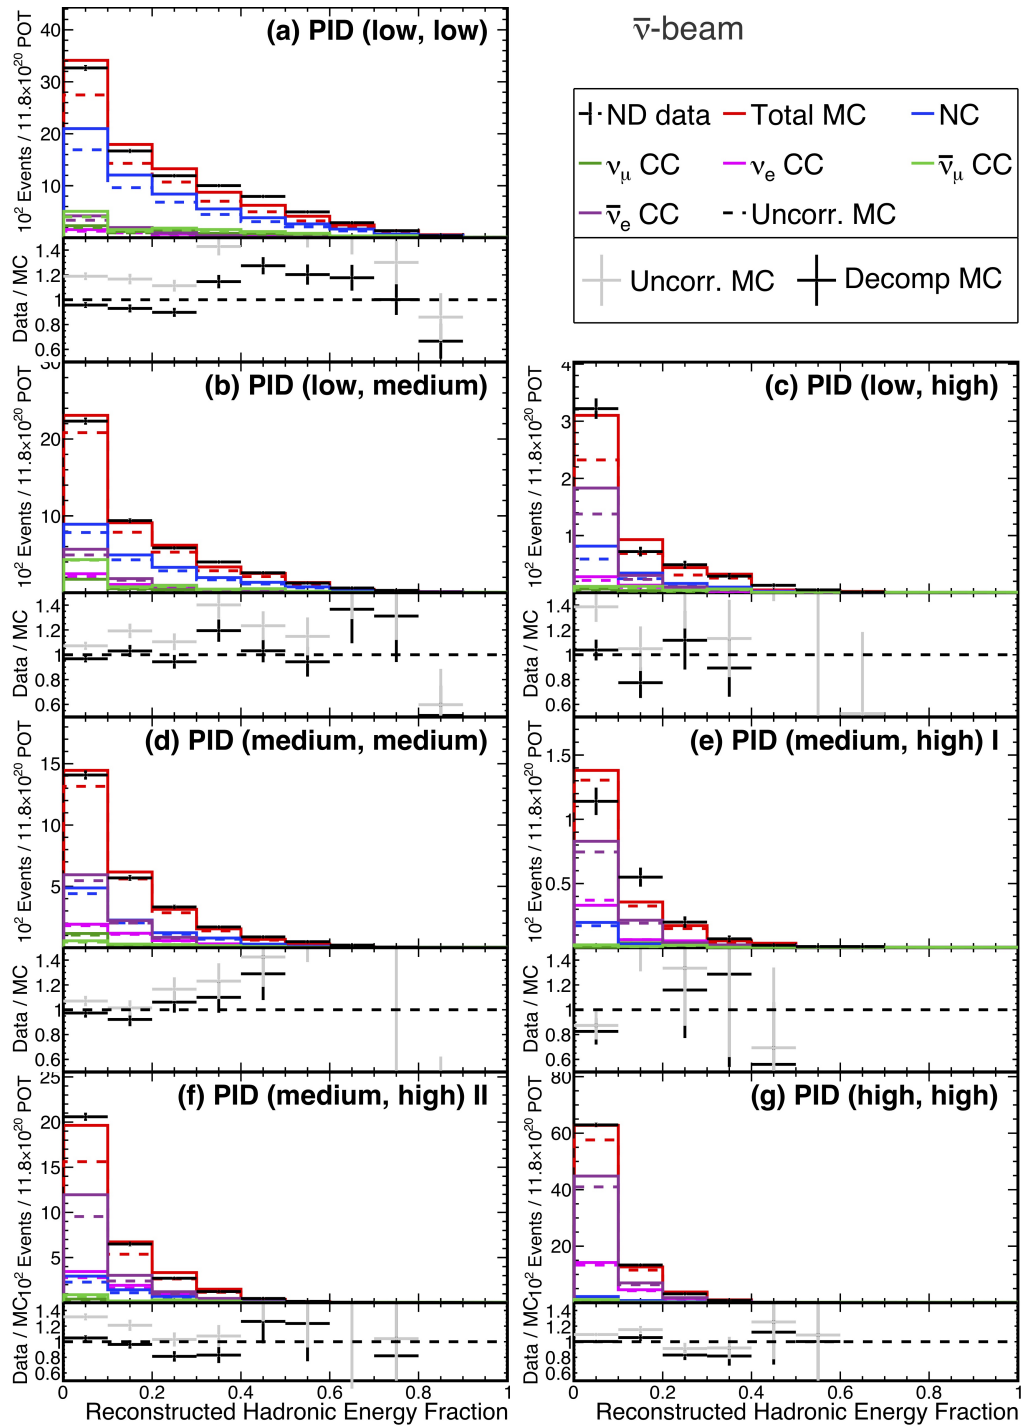 ν̅-beam
ND data Total MC NC
ν_μ CC ν_e CC ν̅_μ CC
ν̅_e CC Uncorr. MC
Uncorr. MC Decomp MC
(a) PID (low, low)
10² Events / 11.8×10²⁰ POT
40
30
20
10
Data / MC
1.4
1.2
1
0.8
0.6
(b) PID (low, medium)
10² Events / 11.8×10²⁰ POT
30
20
10
Data / MC
1.4
1.2
1
0.8
0.6
(c) PID (low, high)
10² Events / 11.8×10²⁰ POT
4
3
2
1
Data / MC
1.4
1.2
1
0.8
0.6
(d) PID (medium, medium)
10² Events / 11.8×10²⁰ POT
15
10
5
Data / MC
1.4
1.2
1
0.8
0.6
(e) PID (medium, high) I
10² Events / 11.8×10²⁰ POT
1.5
1
0.5
Data / MC
1.4
1.2
1
0.8
0.6
(f) PID (medium, high) II
10² Events / 11.8×10²⁰ POT
25
20
15
10
5
Data / MC
1.4
1.2
1
0.8
0 0.2 0.4 0.6 0.8 1
Reconstructed Hadronic Energy Fraction
(g) PID (high, high)
10² Events / 11.8×10²⁰ POT
80
60
40
20
Data / MC
1.4
1.2
1
0.8
0 0.2 0.4 0.6 0.8 1
Reconstructed Hadronic Energy Fraction